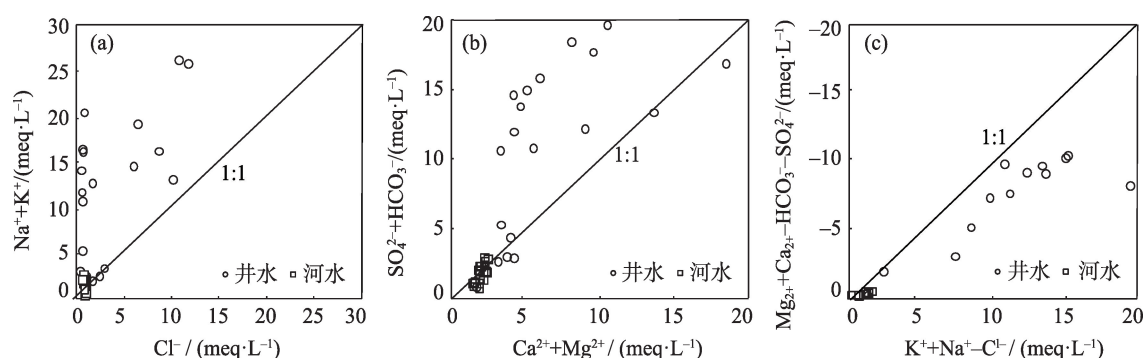 (a)
Na⁺+K⁺/(meq·L⁻¹)
30
25
20
15
10
5
0
1:1
○ 井水 □ 河水
0 5 10 15 20 25 30
Cl⁻ / (meq·L⁻¹)
(b)
SO₄²⁻+HCO₃⁻/(meq·L⁻¹)
20
15
10
5
0
1:1
○ 井水 □ 河水
0 5 10 15 20
Ca²⁺+Mg²⁺/ (meq·L⁻¹)
(c)
Mg₂₊+Ca₂₊–HCO₃⁻–SO₄²⁻/(meq·L⁻¹)
–20
–15
–10
–5
0
1:1
○ 井水 □ 河水
0 5 10 15 20
K⁺+Na⁺–Cˡ⁻/ (meq·L⁻¹)